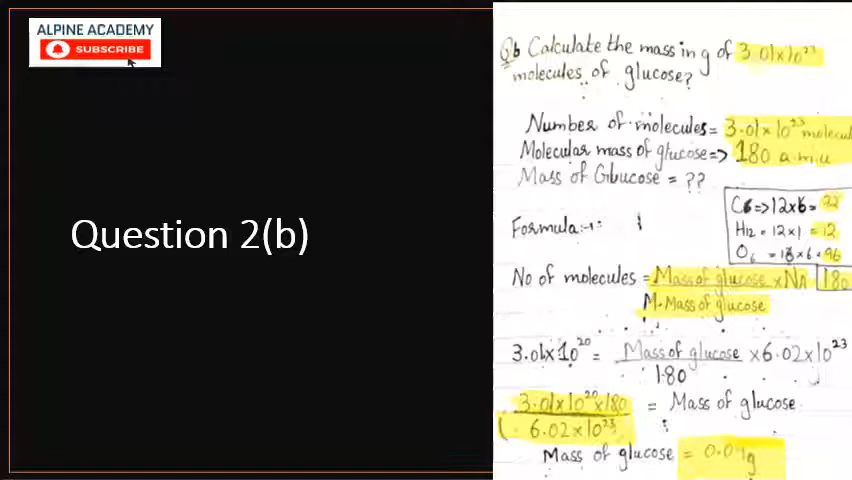 ALPINE ACADEMY
SUBSCRIBE
Question 2(b)
Qb Calculate the mass in g of 3.01x10²³
molecules of glucose?
Number of molecules = 3.01x10²³ molecul
Molecular mass of glucose => 180 a.m.u
Mass of Glucose = ??
C6 => 12x6 = 72
H12 = 12x1 = 12
O6 = 16x6 = 96
180
Formula:-
No of molecules = Mass of glucose x NA
M.Mass of glucose
3.01x10²⁰ = Mass of glucose x 6.02x10²³
180
3.01x10²⁰x180 = Mass of glucose
6.02x10²³
Mass of glucose =